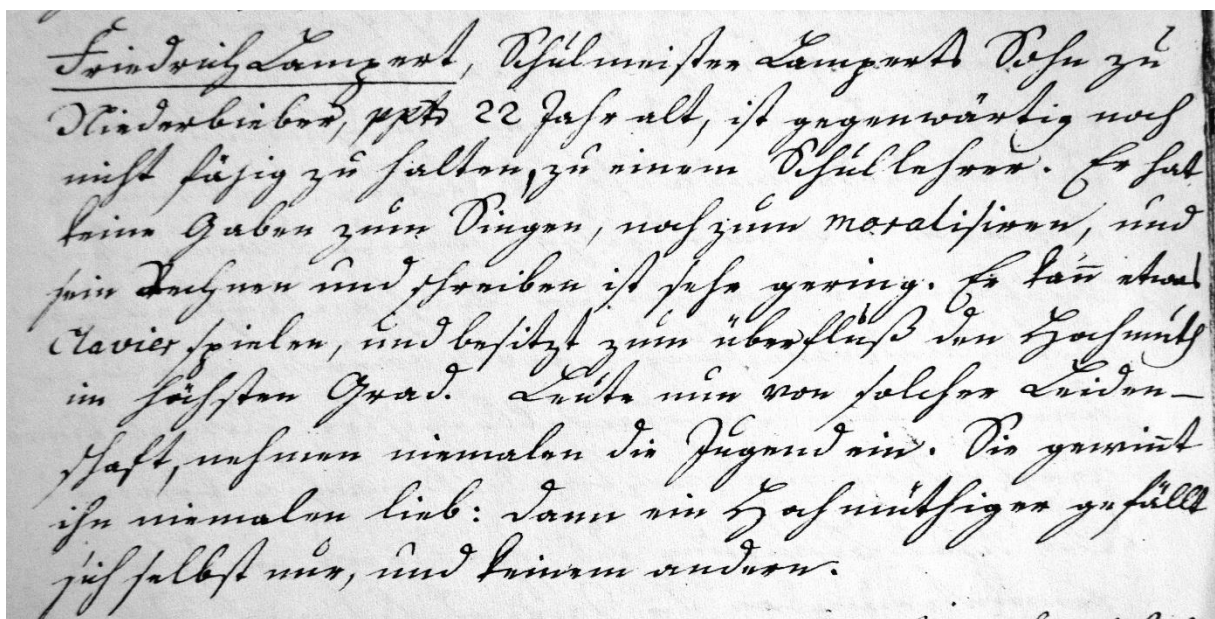 Friedrich Lampert, Schulmeister Lamperts Sohn zu
Niederbieber, ppter 22 Jahr alt, ist gegenwärtig noch
nicht fähig zu halten, zu einem Schullehrer. Er hat
keine Gaben zum Singen, noch zum moralisiren, und
sein Rechnen und schreiben ist sehr gering. Er kan̄ etwas
Clavier spielen, und besitzt zum überfluß den Hochmuth
im höchsten Grad. Leute nun von solcher Leiden-
schaft, nehmen niemalen die Jugend ein. Sie gewin̄t
ihn niemalen lieb: dann ein Hochmüthiger gefällt
sich selbst nur, und keinem andern.